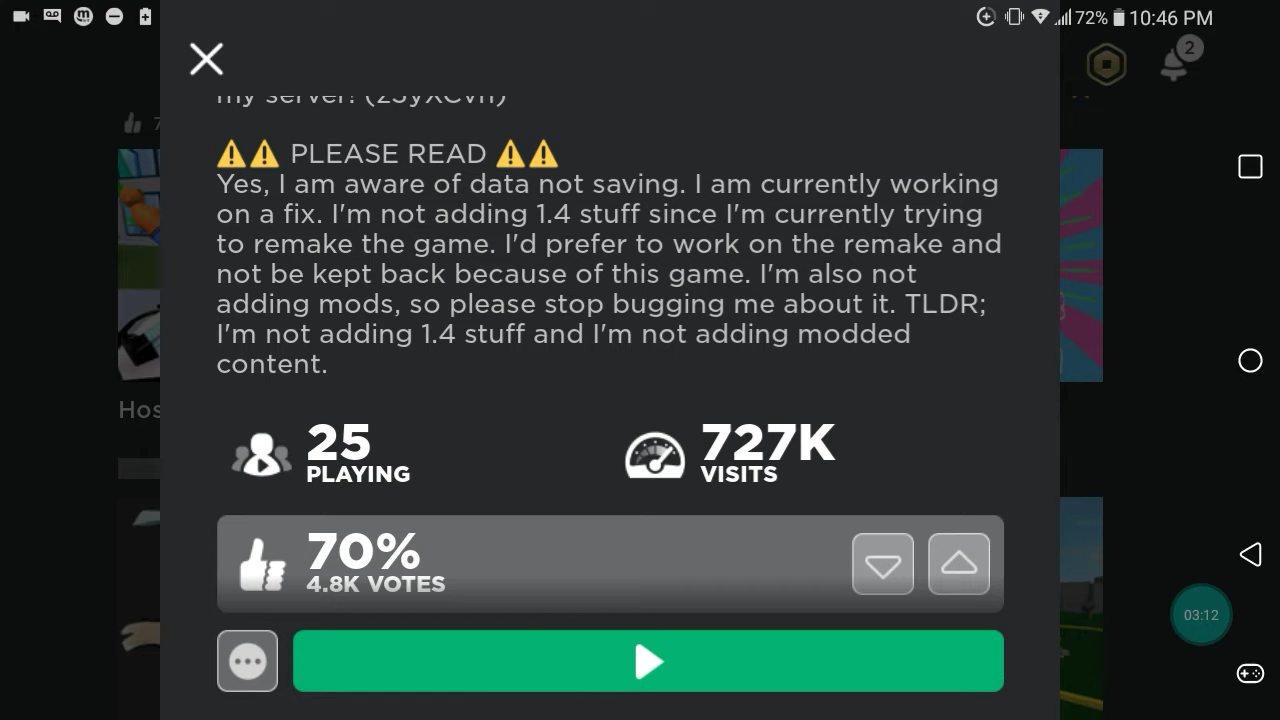 72% 10:46 PM
2
my server!
⚠️⚠️ PLEASE READ ⚠️⚠️
Yes, I am aware of data not saving. I am currently working
on a fix. I'm not adding 1.4 stuff since I'm currently trying
to remake the game. I'd prefer to work on the remake and
not be kept back because of this game. I'm also not
adding mods, so please stop bugging me about it. TLDR;
I'm not adding 1.4 stuff and I'm not adding modded
content.
Hos
25
PLAYING
727K
VISITS
70%
4.8K VOTES
03:12